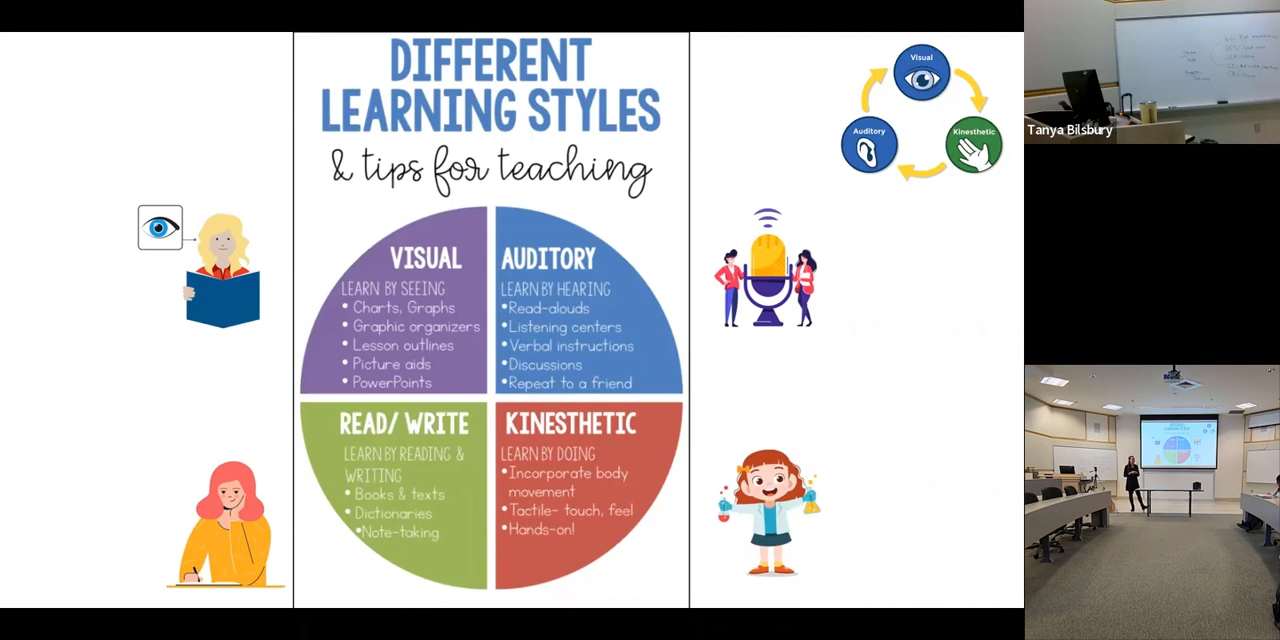 DIFFERENT
LEARNING STYLES
& tips for teaching
VISUAL
LEARN BY SEEING
• Charts, Graphs
• Graphic organizers
• Lesson outlines
• Picture aids
• PowerPoints
AUDITORY
LEARN BY HEARING
• Read-alouds
• Listening centers
• Verbal instructions
• Discussions
• Repeat to a friend
READ/ WRITE
LEARN BY READING &
WRITING
• Books & texts
• Dictionaries
• Note-taking
KINESTHETIC
LEARN BY DOING
• Incorporate body
movement
• Tactile- touch, feel
• Hands-on!
Visual
Auditory
Kinesthetic
Tanya Bilsbury